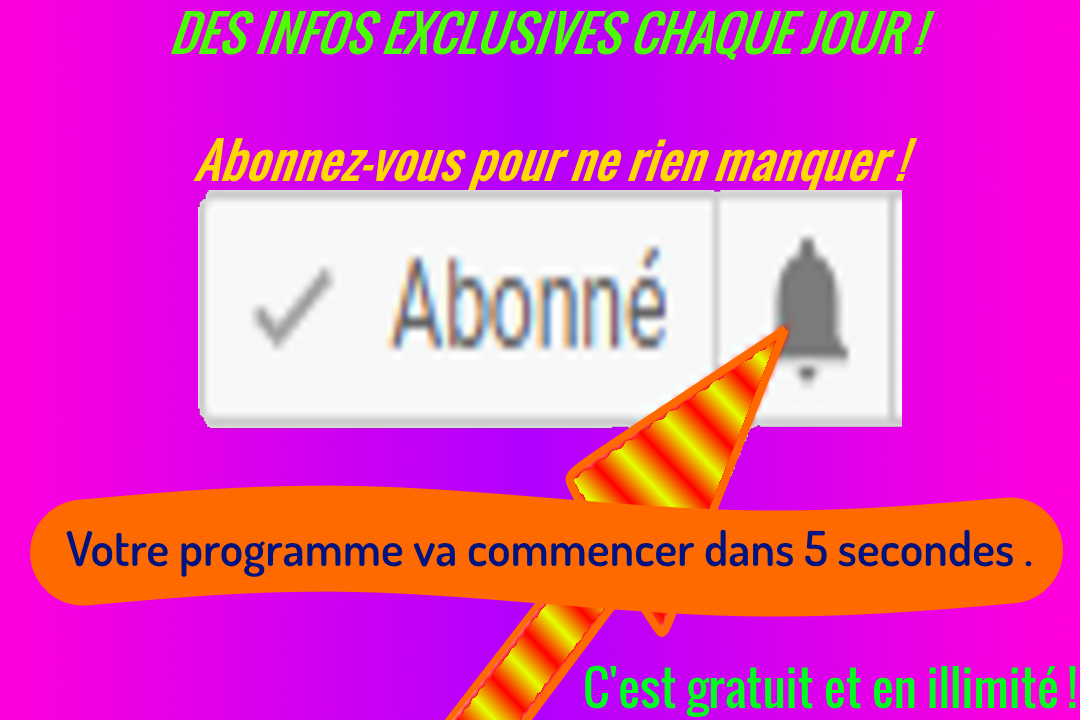 DES INFOS EXCLUSIVES CHAQUE JOUR !
Abonnez-vous pour ne rien manquer !
Abonné
Votre programme va commencer dans 5 secondes .
C'est gratuit et en illimité !